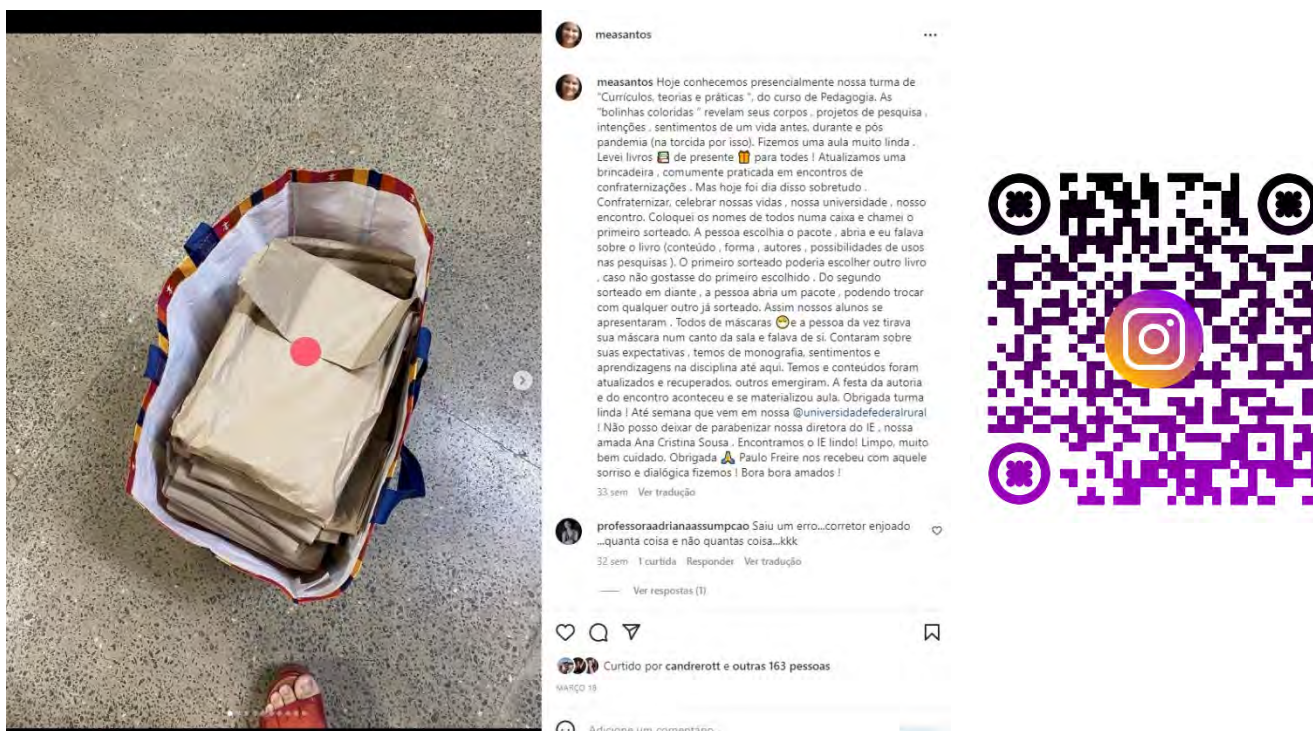 measantos
measantos Hoje conhecemos presencialmente nossa turma de
"Currículos, teorias e práticas ", do curso de Pedagogia. As
"bolinhas coloridas " revelam seus corpos , projetos de pesquisa ,
intenções , sentimentos de um vida antes, durante e pós
pandemia (na torcida por isso). Fizemos uma aula muito linda .
Levei livros 📚 de presente 🎁 para todes ! Atualizamos uma
brincadeira , comumente praticada em encontros de
confraternizações . Mas hoje foi dia disso sobretudo .
Confraternizar, celebrar nossas vidas , nossa universidade , nosso
encontro. Coloquei os nomes de todos numa caixa e chamei o
primeiro sorteado. A pessoa escolhia o pacote , abria e eu falava
sobre o livro (conteúdo , forma , autores , possibilidades de usos
nas pesquisas ). O primeiro sorteado poderia escolher outro livro
, caso não gostasse do primeiro escolhido . Do segundo
sorteado em diante , a pessoa abria um pacote , podendo trocar
com qualquer outro já sorteado. Assim nossos alunos se
apresentaram . Todos de máscaras 😷e a pessoa da vez tirava
sua máscara num canto da sala e falava de si. Contaram sobre
suas expectativas , temos de monografia, sentimentos e
aprendizagens na disciplina até aqui. Temos e conteúdos foram
atualizados e recuperados, outros emergiram. A festa da autoria
e do encontro aconteceu e se materializou aula. Obrigada turma
linda ! Até semana que vem em nossa @universidadefederalrural
! Não posso deixar de parabenizar nossa diretora do IE , nossa
amada Ana Cristina Sousa . Encontramos o IE lindo! Limpo, muito
bem cuidado. Obrigada 🙏 Paulo Freire nos recebeu com aquele
sorriso e dialógica fizemos ! Bora bora amados !
33 sem Ver tradução
professoraadrianaassumpcao Saiu um erro...corretor enjoado
...quanta coisa e não quantas coisa...kkk
32 sem 1 curtida Responder Ver tradução
Ver respostas (1)
Curtido por candrerott e outras 163 pessoas
MARÇO 18
Adicione um comentário...